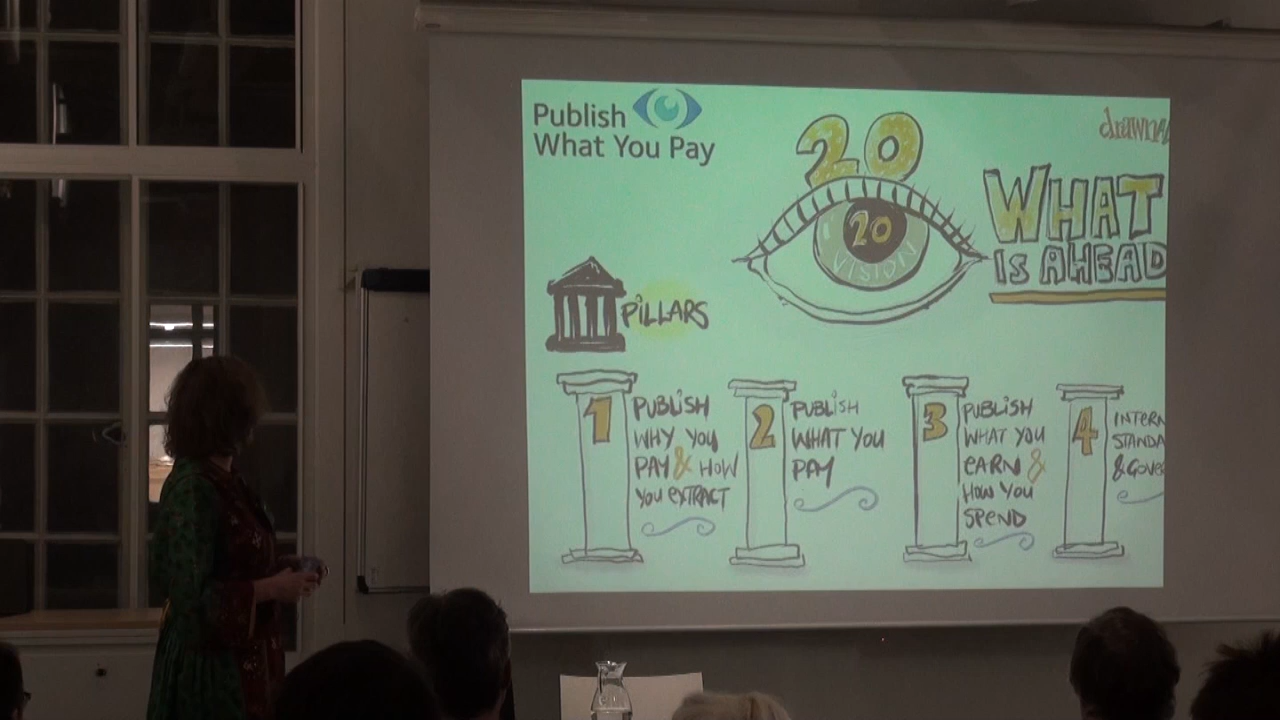 Publish
What You Pay
20
20
VISION
WHAT
IS AHEAD
PILLARS
1
PUBLISH
WHY YOU
PAY & HOW
YOU EXTRACT
2
PUBLISH
WHAT YOU
PAY
3
PUBLISH
WHAT YOU
EARN &
HOW YOU
SPEND
4